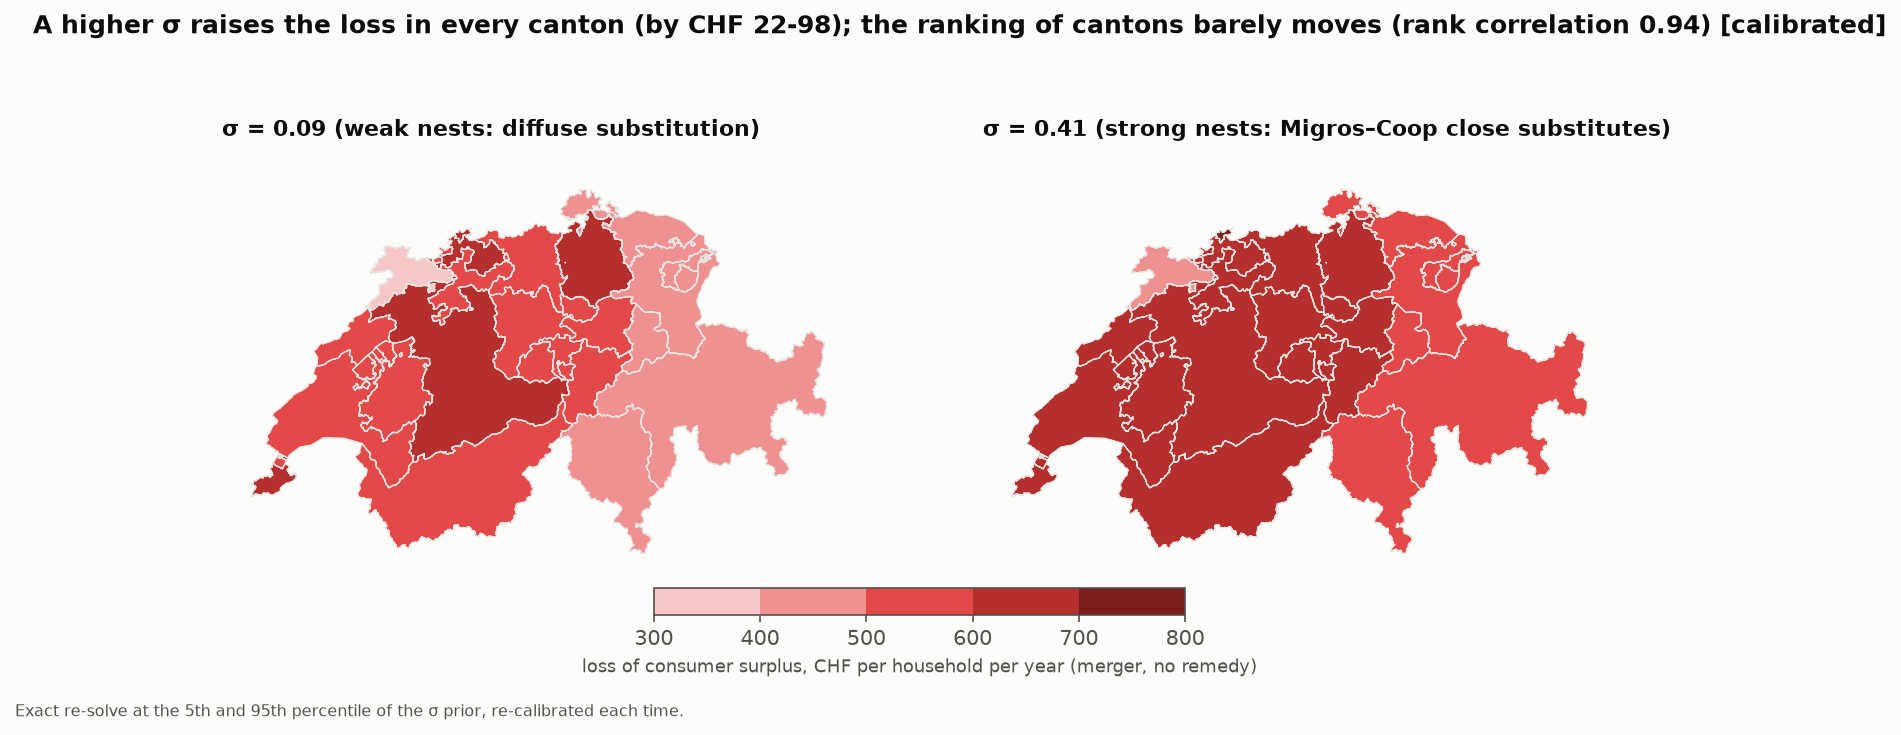 A higher σ raises the loss in every canton (by CHF 22-98); the ranking of cantons barely moves (rank correlation 0.94) [calibrated]
σ = 0.09 (weak nests: diffuse substitution)
σ = 0.41 (strong nests: Migros–Coop close substitutes)
300 400 500 600 700 800
loss of consumer surplus, CHF per household per year (merger, no remedy)
Exact re-solve at the 5th and 95th percentile of the σ prior, re-calibrated each time.